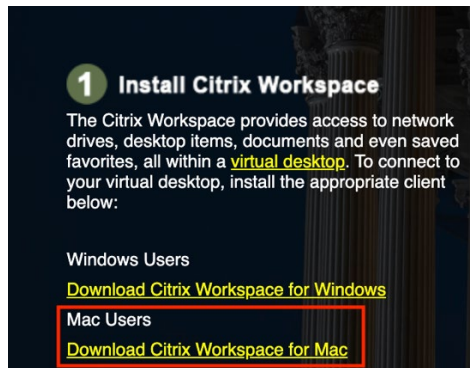 1 Install Citrix Workspace
The Citrix Workspace provides access to network
drives, desktop items, documents and even saved
favorites, all within a virtual desktop. To connect to
your virtual desktop, install the appropriate client
below:
Windows Users
Download Citrix Workspace for Windows
Mac Users
Download Citrix Workspace for Mac